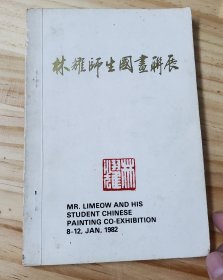 林耀師生國畫聯展
MR. LIMEOW AND HIS
STUDENT CHINESE
PAINTING CO-EXHIBITION
8-12, JAN. 1982